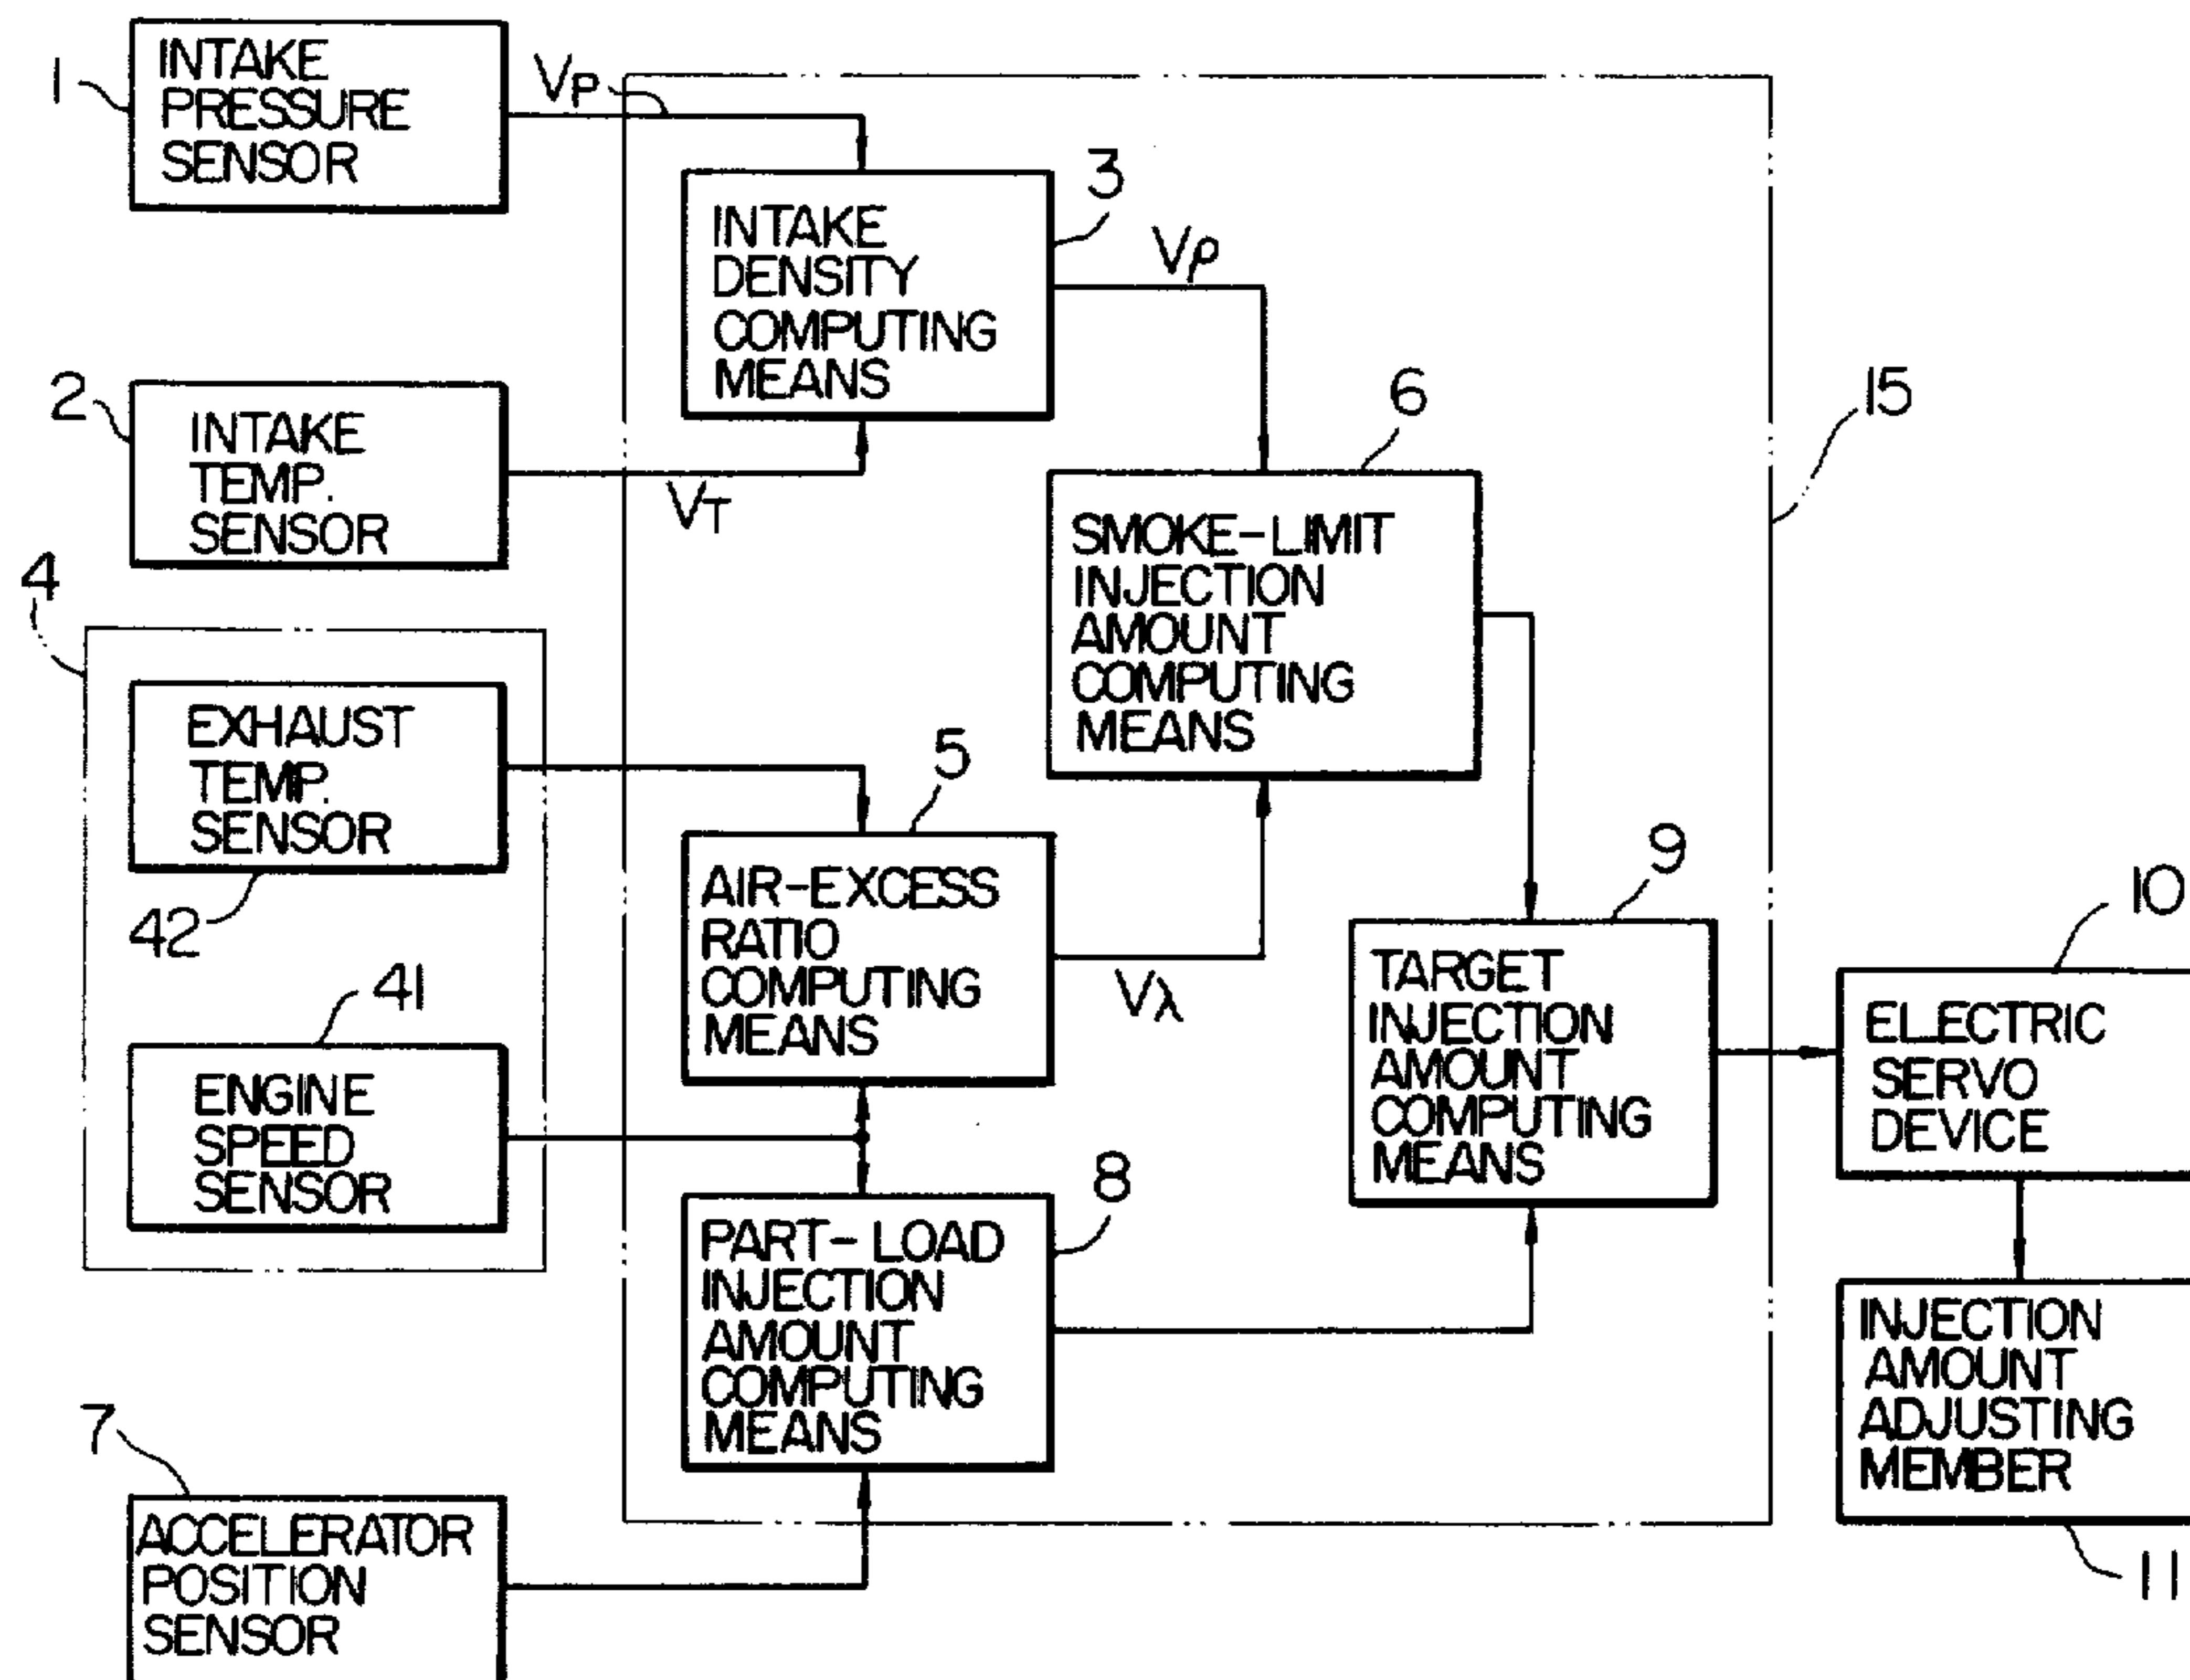 1
INTAKE
PRESSURE
SENSOR
VP
2
INTAKE
TEMP.
SENSOR
VT
3
INTAKE
DENSITY
COMPUTING
MEANS
Vρ
15
6
SMOKE-LIMIT
INJECTION
AMOUNT
COMPUTING
MEANS
4
EXHAUST
TEMP.
SENSOR
42
41
ENGINE
SPEED
SENSOR
5
AIR-EXCESS
RATIO
COMPUTING
MEANS
Vλ
8
PART-LOAD
INJECTION
AMOUNT
COMPUTING
MEANS
7
ACCELERATOR
POSITION
SENSOR
9
TARGET
INJECTION
AMOUNT
COMPUTING
MEANS
10
ELECTRIC
SERVO
DEVICE
INJECTION
AMOUNT
ADJUSTING
MEMBER
11